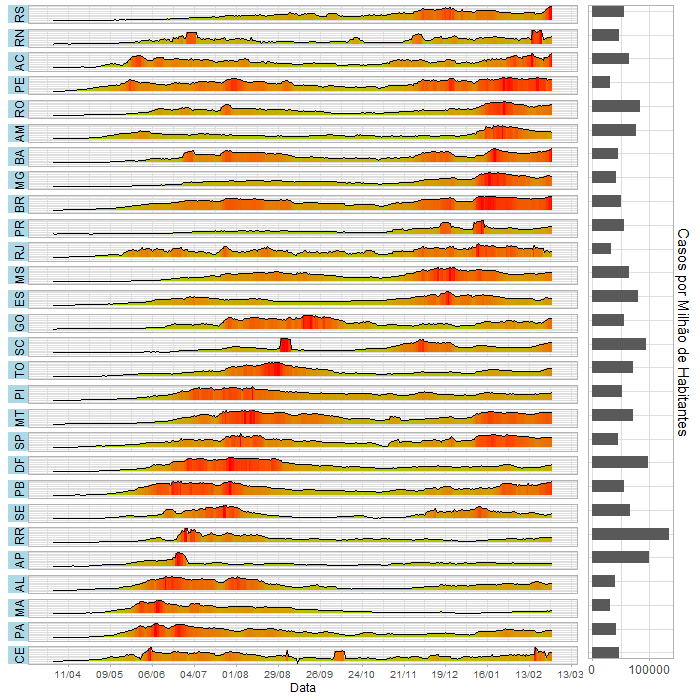 RS
RN
AC
PE
RO
AM
BA
MG
BR
PR
RJ
MS
ES
GO
SC
TO
PI
MT
SP
DF
PB
SE
RR
AP
AL
MA
PA
CE
11/04 09/05 06/06 04/07 01/08 29/08 26/09 24/10 21/11 19/12 16/01 13/02 13/03
Data
0 100000
Casos por Milhão de Habitantes